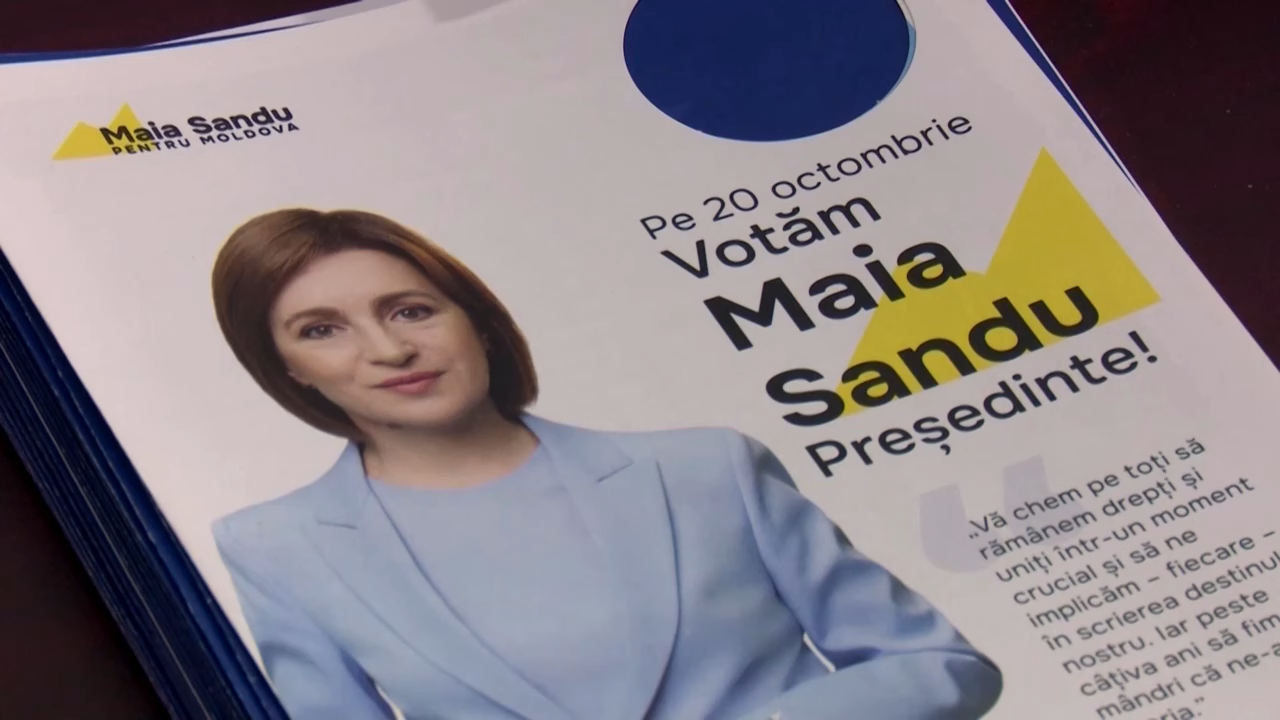 Maia Sandu
PENTRU MOLDOVA
Pe 20 octombrie
Votăm
Maia
Sandu
Președinte!
„Vă chem pe toți să
rămânem drepți și
uniți într-un moment
crucial și să ne
implicăm – fiecare –
în scrierea destinul
nostru. Iar peste
câțiva ani să fim
mândri că ne-a